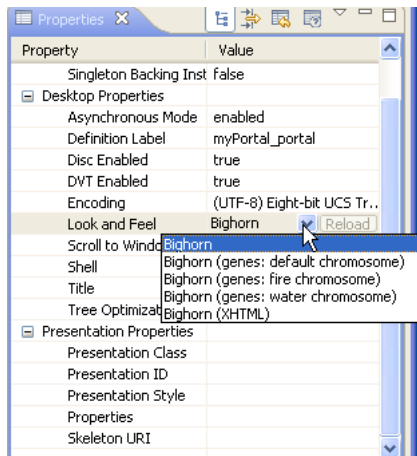 Properties
Property Value
Singleton Backing Inst false
Desktop Properties
Asynchronous Mode enabled
Definition Label myPortal_portal
Disc Enabled true
DVT Enabled true
Encoding (UTF-8) Eight-bit UCS Tr..
Look and Feel Bighorn Reload
Scroll to Windo Bighorn
Bighorn (genes: default chromosome)
Shell Bighorn (genes: fire chromosome)
Title Bighorn (genes: water chromosome)
Tree Optimizat Bighorn (XHTML)
Presentation Properties
Presentation Class
Presentation ID
Presentation Style
Properties
Skeleton URI